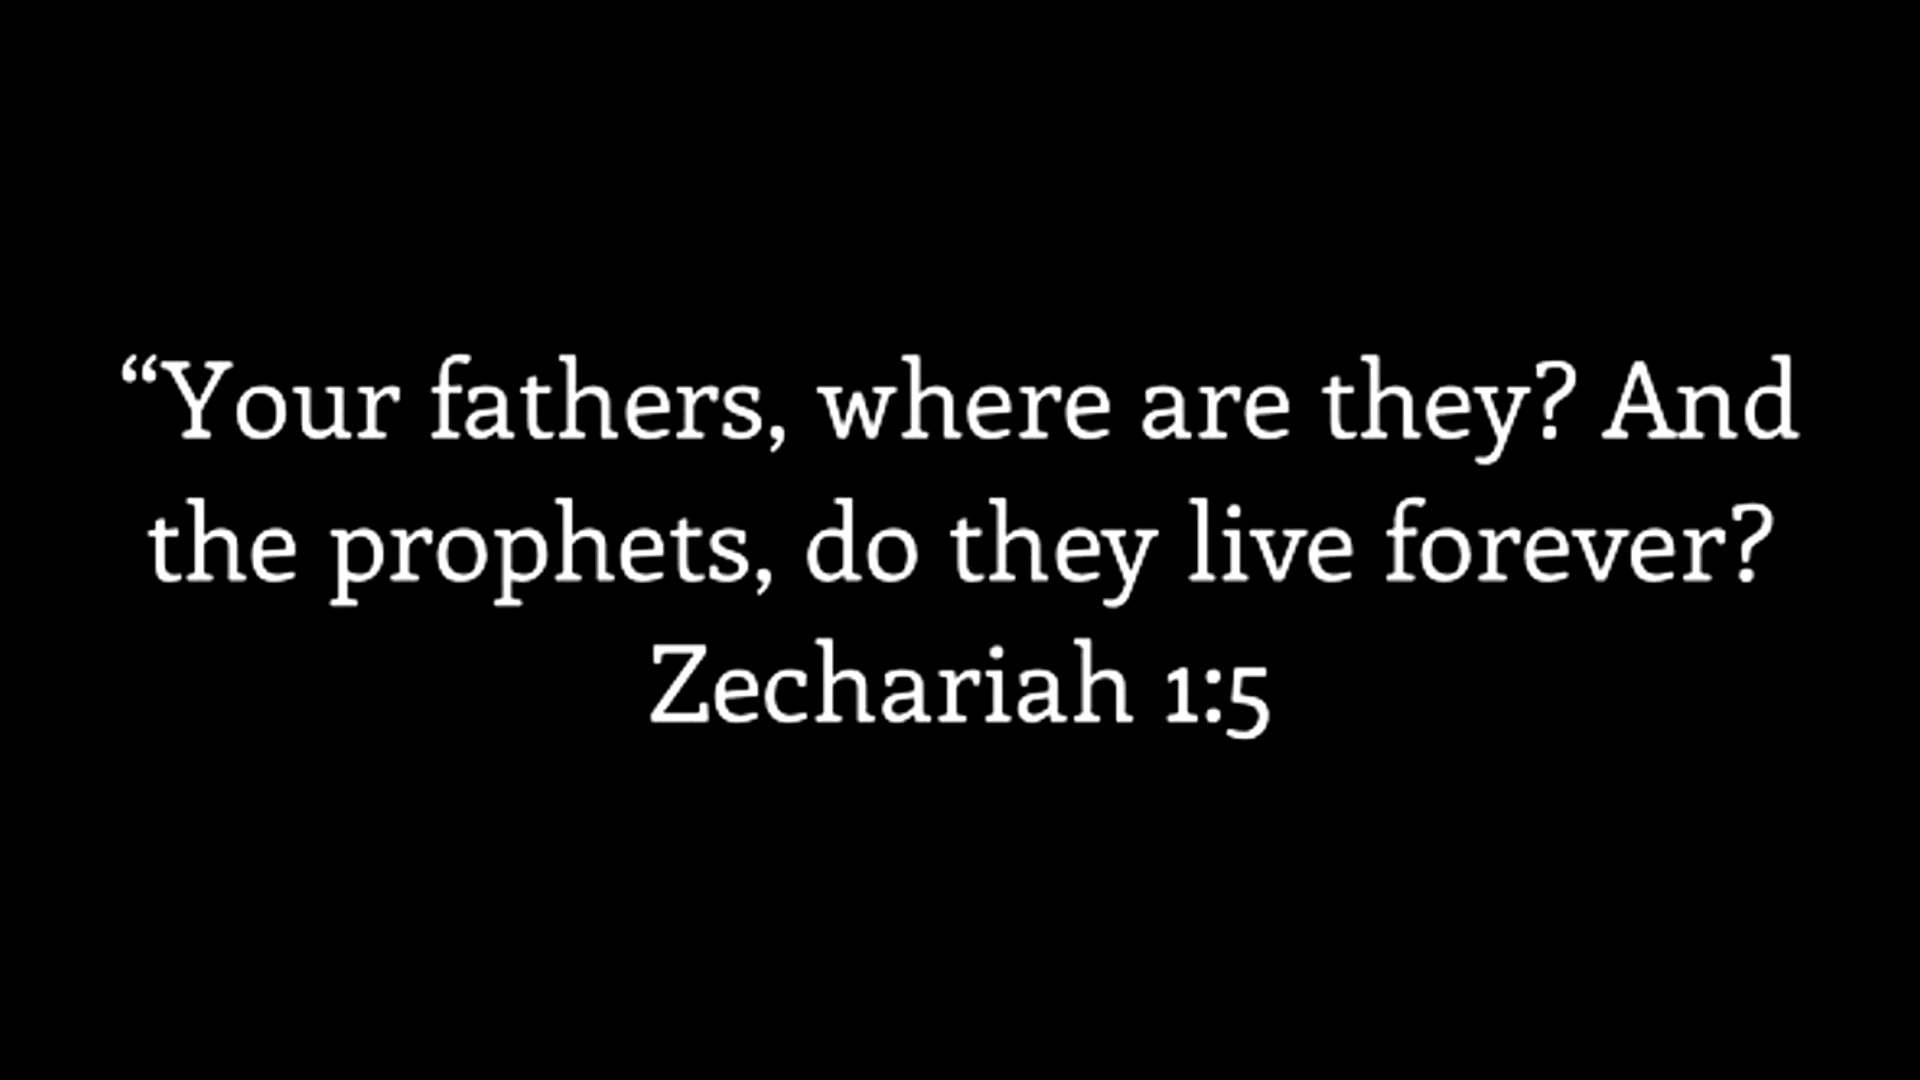 “Your fathers, where are they? And
the prophets, do they live forever?
Zechariah 1:5